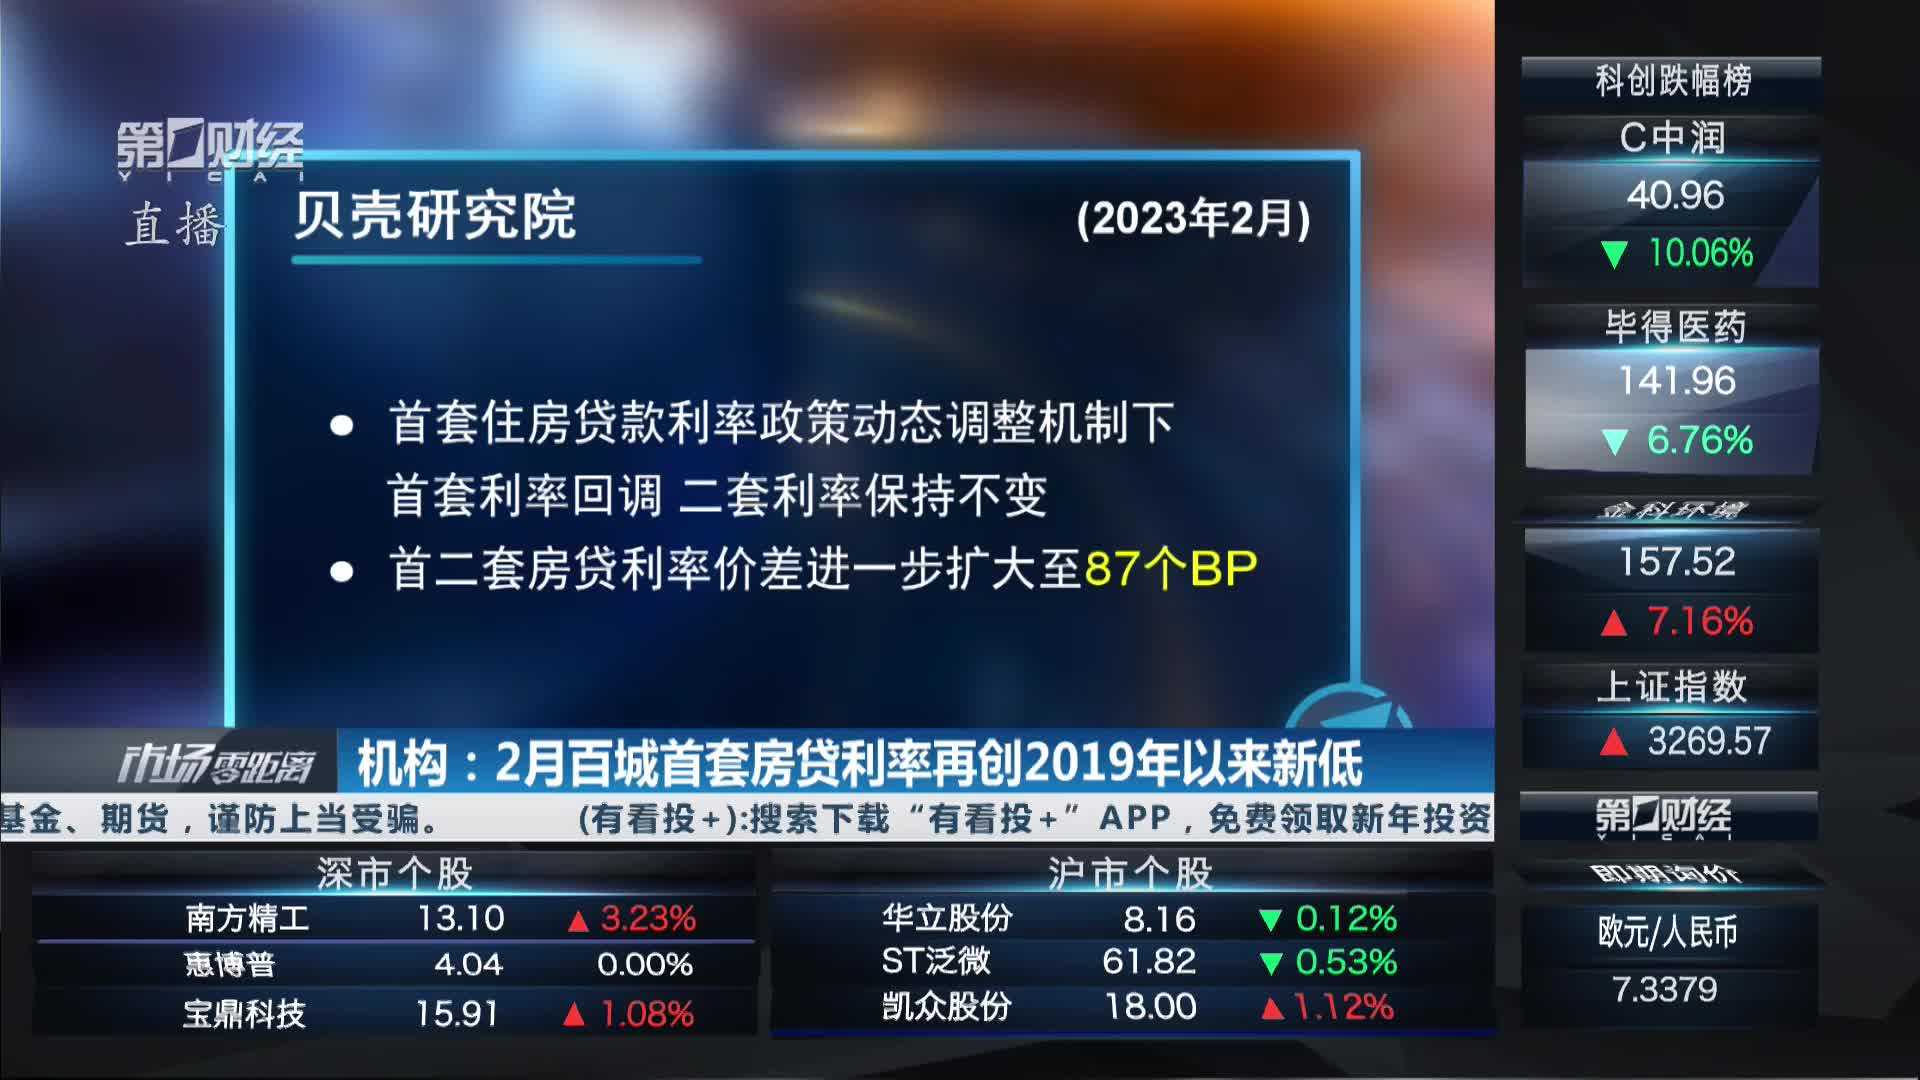 第一财经
YICAI
直播
贝壳研究院
(2023年2月)
● 首套住房贷款利率政策动态调整机制下
首套利率回调 二套利率保持不变
● 首二套房贷利率价差进一步扩大至87个BP
市场零距离
机构：2月百城首套房贷利率再创2019年以来新低
基金、期货，谨防上当受骗。 (有看投+):搜索下载“有看投+”APP，免费领取新年投资
深市个股
南方精工 13.10 ▲ 3.23%
惠博普 4.04 0.00%
宝鼎科技 15.91 ▲ 1.08%
沪市个股
华立股份 8.16 ▼ 0.12%
ST泛微 61.82 ▼ 0.53%
凯众股份 18.00 ▲ 1.12%
科创跌幅榜
C中润
40.96
▼ 10.06%
毕得医药
141.96
▼ 6.76%
金科环境
157.52
▲ 7.16%
上证指数
▲ 3269.57
第一财经
YICAI
即期询价
欧元/人民币
7.3379